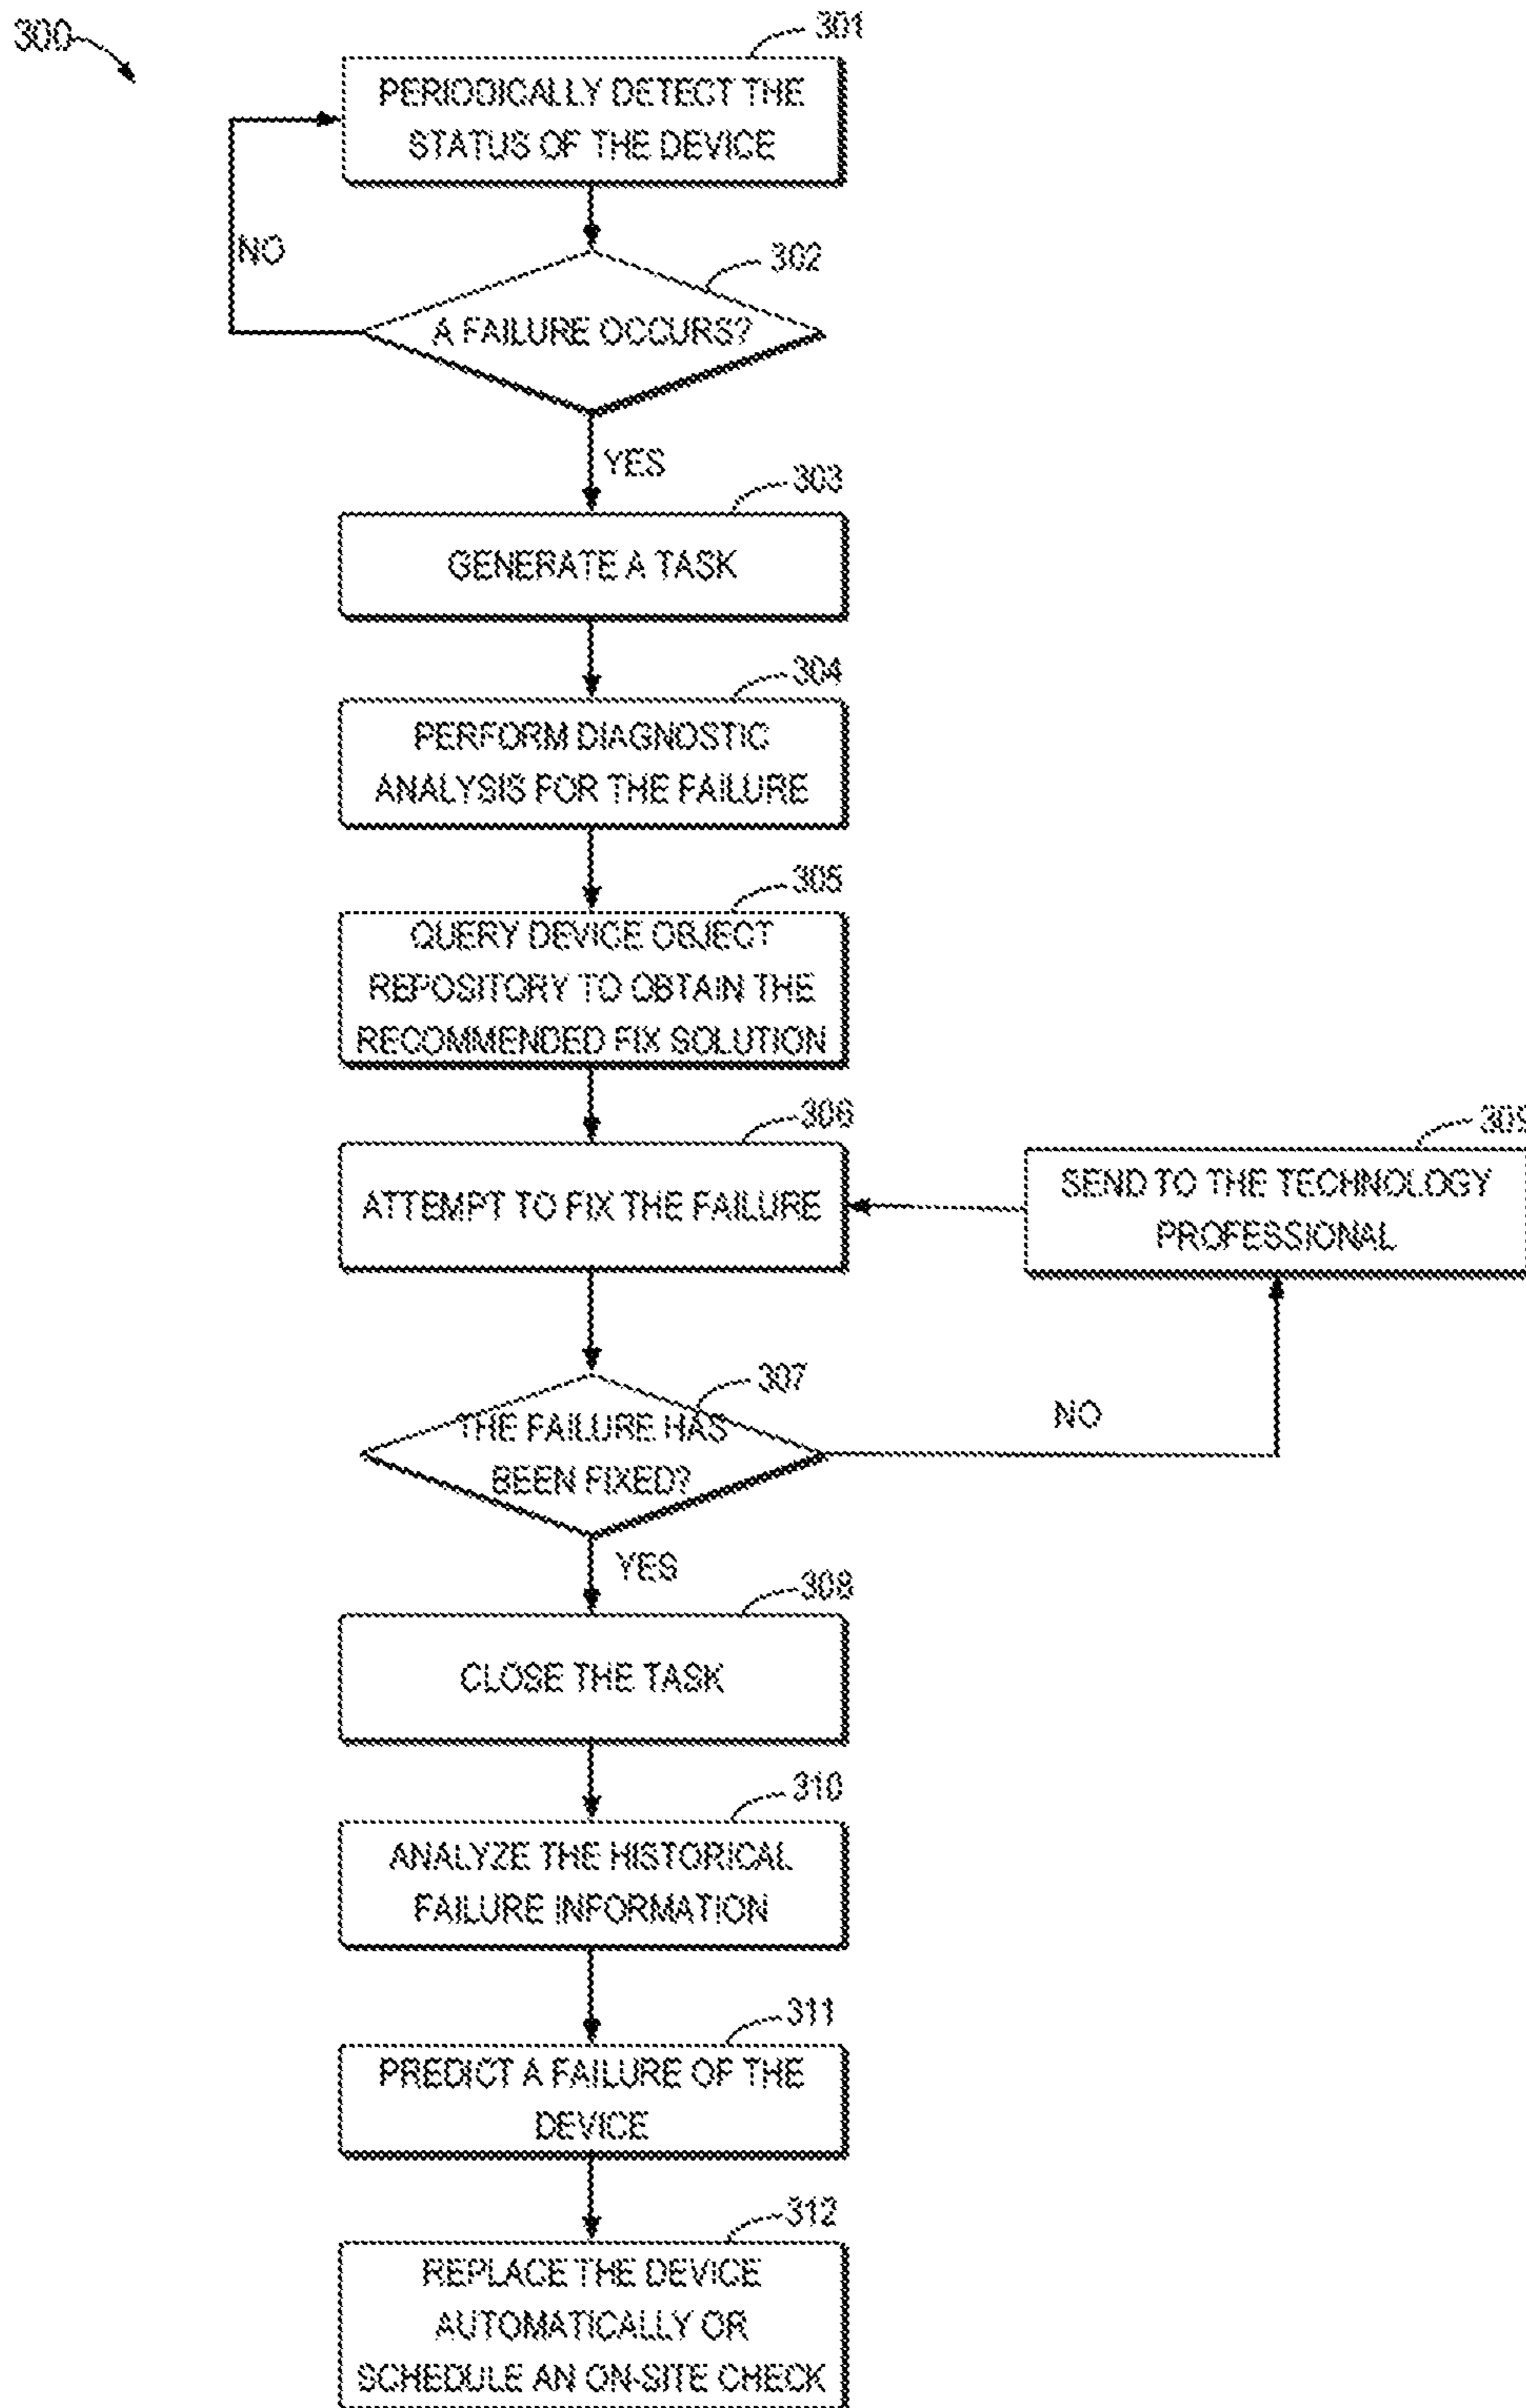 300
301
PERIODICALLY DETECT THE
STATUS OF THE DEVICE
NO
302
A FAILURE OCCURS?
YES
303
GENERATE A TASK
304
PERFORM DIAGNOSTIC
ANALYSIS FOR THE FAILURE
305
QUERY DEVICE OBJECT
REPOSITORY TO OBTAIN THE
RECOMMENDED FIX SOLUTION
306
ATTEMPT TO FIX THE FAILURE
309
SEND TO THE TECHNOLOGY
PROFESSIONAL
307
THE FAILURE HAS
BEEN FIXED?
NO
YES
308
CLOSE THE TASK
310
ANALYZE THE HISTORICAL
FAILURE INFORMATION
311
PREDICT A FAILURE OF THE
DEVICE
312
REPLACE THE DEVICE
AUTOMATICALLY OR
SCHEDULE AN ON-SITE CHECK